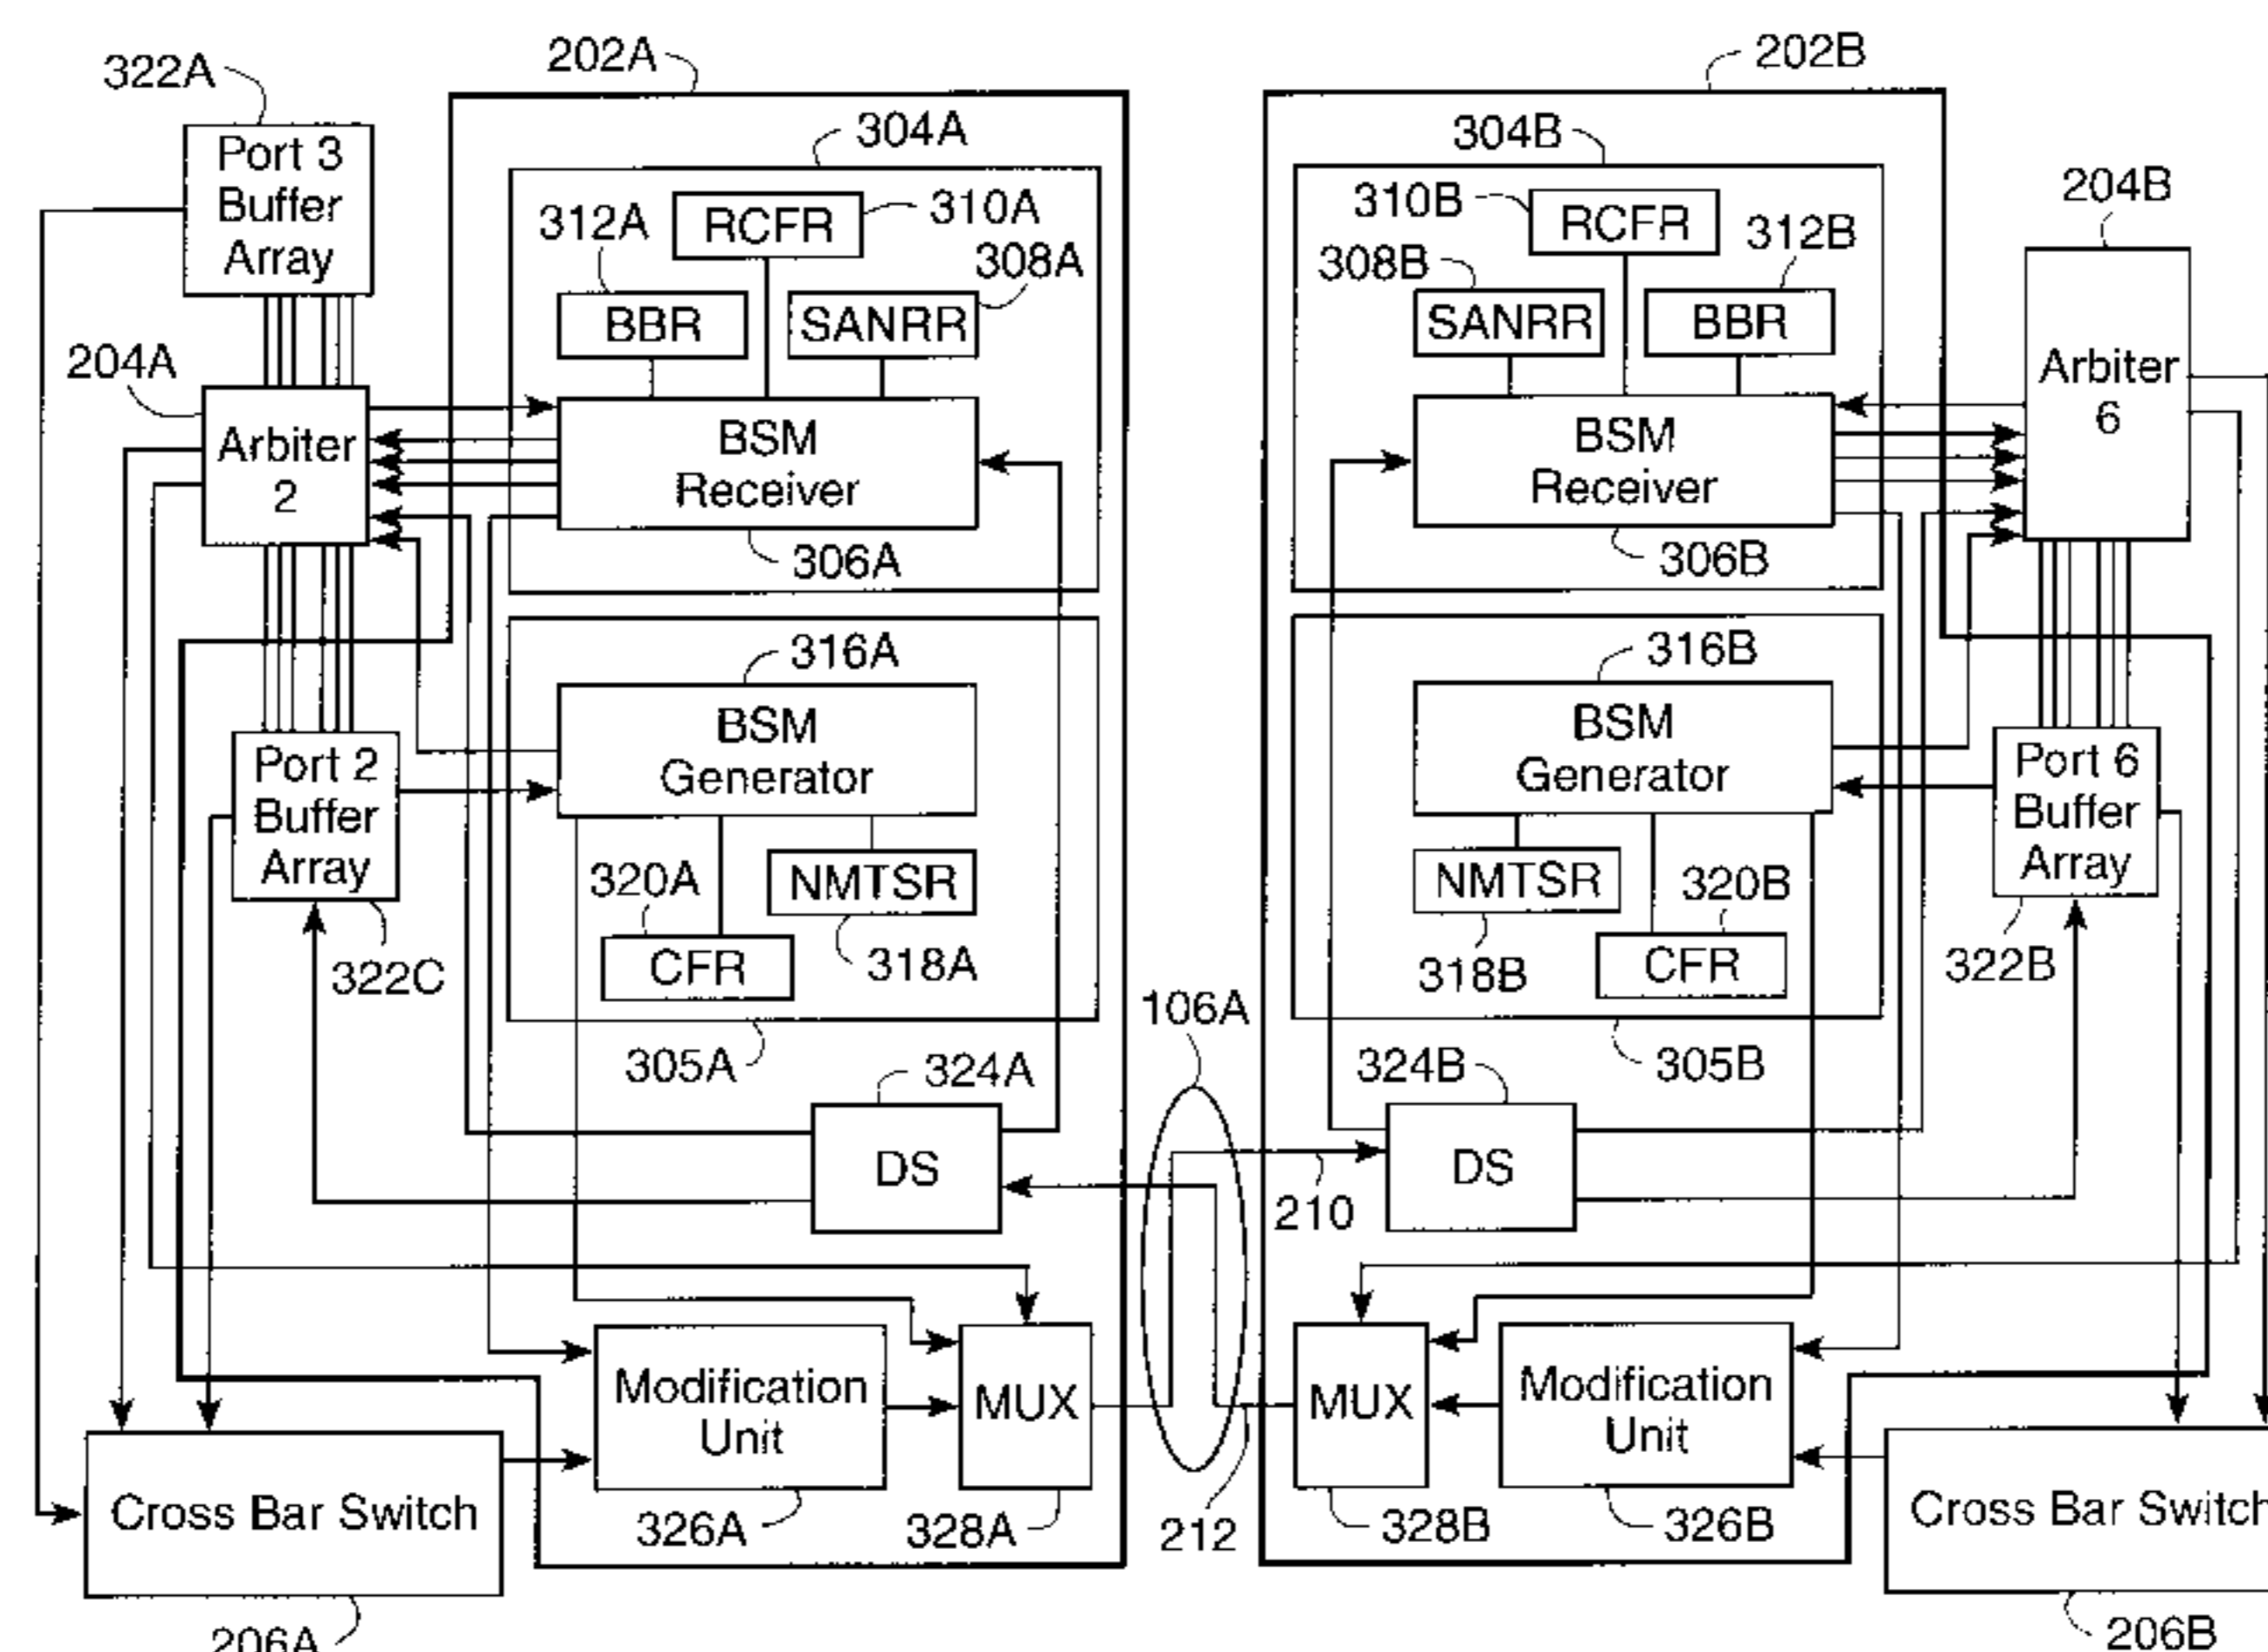 322A
202A
202B
Port 3
Buffer
Array
304A
304B
204B
312A
RCFR
310A
310B
RCFR
312B
308A
308B
BBR
SANRR
SANRR
BBR
204A
Arbiter
2
BSM
Receiver
BSM
Receiver
Arbiter
6
306A
306B
316A
316B
BSM
Generator
BSM
Generator
Port 2
Buffer
Array
Port 6
Buffer
Array
320A
NMTSR
NMTSR
320B
322C
CFR
318A
318B
CFR
322B
106A
305A
324A
324B
305B
DS
DS
210
Modification
Unit
MUX
MUX
Modification
Unit
Cross Bar Switch
326A
328A
212
328B
326B
Cross Bar Switch
206A
206B